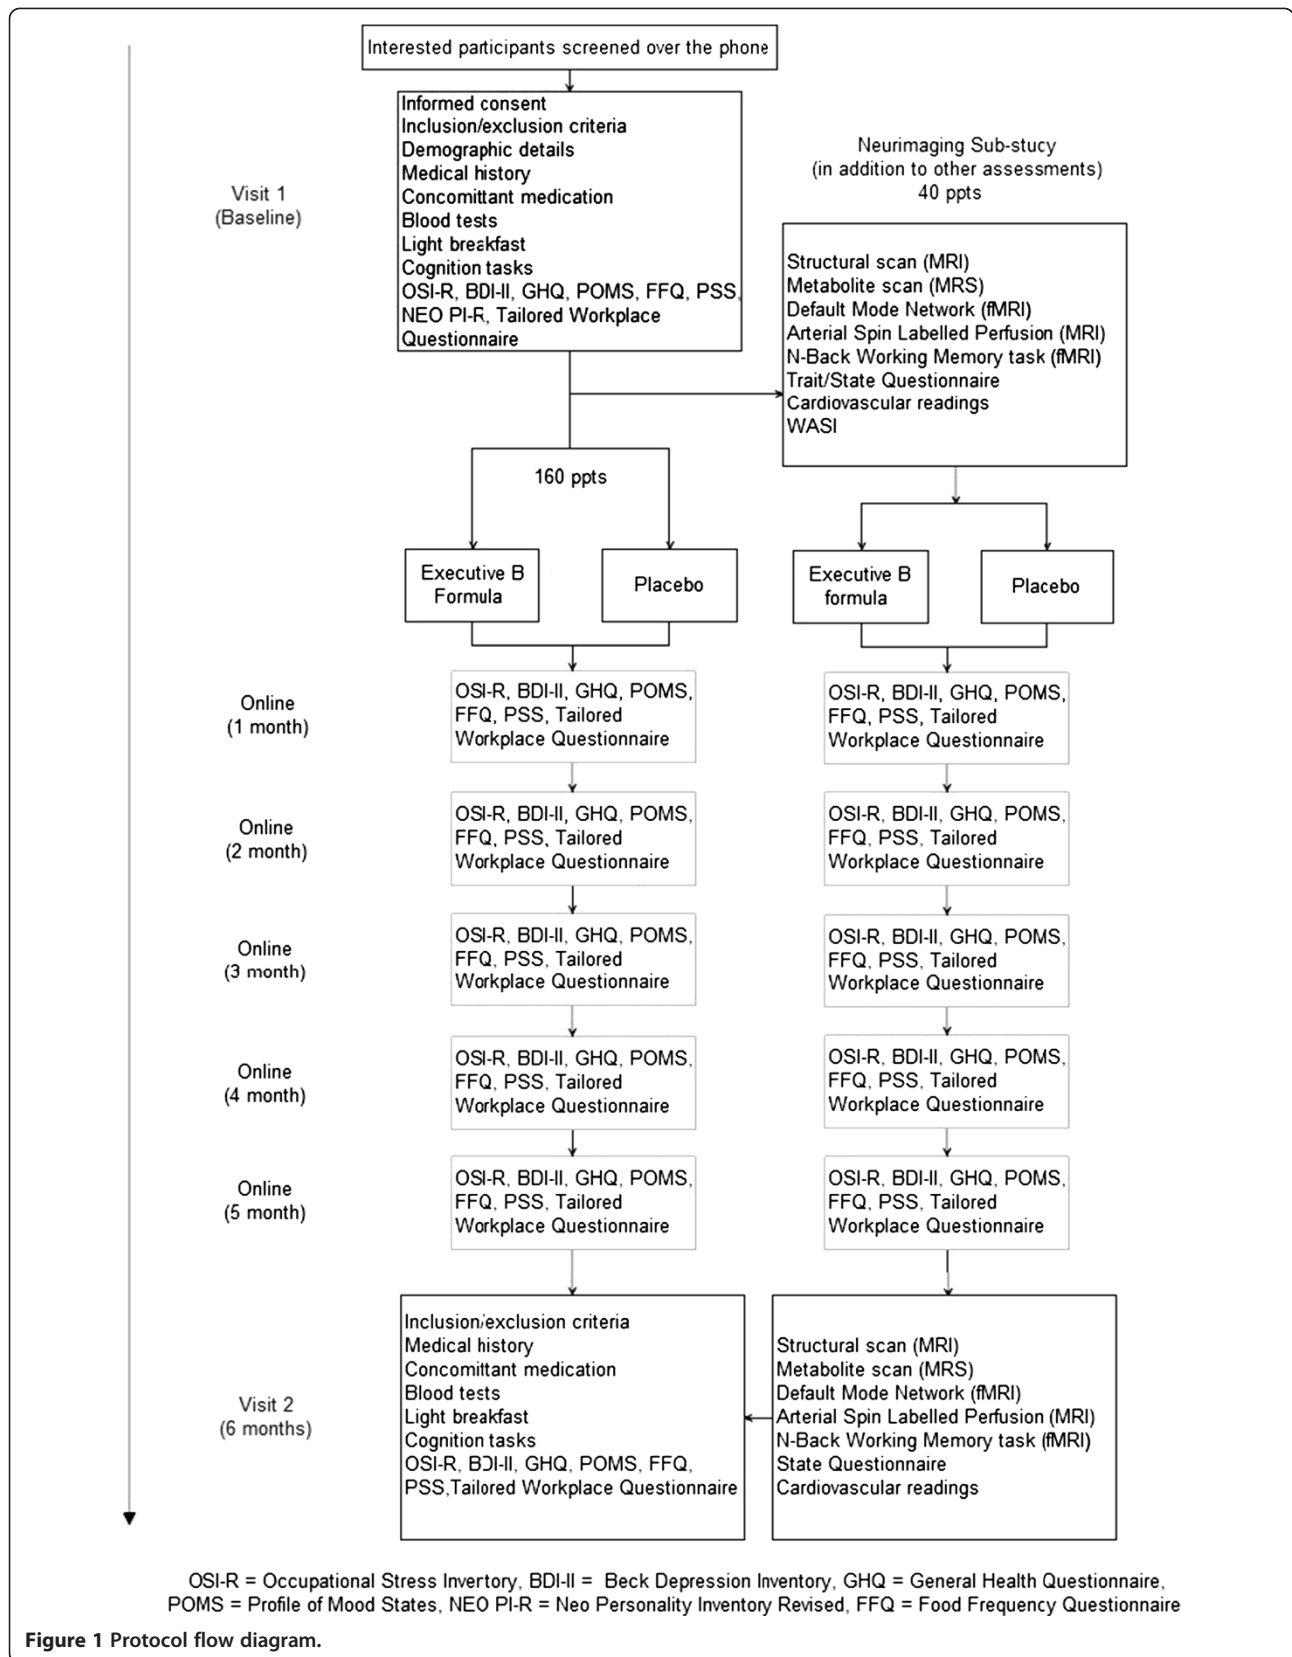 Interested participants screened over the phone
Visit 1
(Baseline)
Informed consent
Inclusion/exclusion criteria
Demographic details
Medical history
Concomittant medication
Blood tests
Light breakfast
Cognition tasks
OSI-R, BDI-II, GHQ, POMS, FFQ, PSS,
NEO PI-R, Tailored Workplace
Questionnaire
Neurimaging Sub-stucy
(in addition to other assessments)
40 ppts
Structural scan (MRI)
Metabolite scan (MRS)
Default Mode Network (fMRI)
Arterial Spin Labelled Perfusion (MRI)
N-Back Working Memory task (fMRI)
Trait/State Questionnaire
Cardiovascular readings
WASI
160 ppts
Executive B
Formula
Placebo
Executive B
formula
Placebo
Online
(1 month)
OSI-R, BDI-II, GHQ, POMS,
FFQ, PSS, Tailored
Workplace Questionnaire
OSI-R, BDI-II, GHQ, POMS,
FFQ, PSS, Tailored
Workplace Questionnaire
Online
(2 month)
OSI-R, BDI-II, GHQ, POMS,
FFQ, PSS, Tailored
Workplace Questionnaire
OSI-R, BDI-II, GHQ, POMS,
FFQ, PSS, Tailored
Workplace Questionnaire
Online
(3 month)
OSI-R, BDI-II, GHQ, POMS,
FFQ, PSS, Tailored
Workplace Questionnaire
OSI-R, BDI-II, GHQ, POMS,
FFQ, PSS, Tailored
Workplace Questionnaire
Online
(4 month)
OSI-R, BDI-II, GHQ, POMS,
FFQ, PSS, Tailored
Workplace Questionnaire
OSI-R, BDI-II, GHQ, POMS,
FFQ, PSS, Tailored
Workplace Questionnaire
Online
(5 month)
OSI-R, BDI-II, GHQ, POMS,
FFQ, PSS, Tailored
Workplace Questionnaire
OSI-R, BDI-II, GHQ, POMS,
FFQ, PSS, Tailored
Workplace Questionnaire
Visit 2
(6 months)
Inclusion/exclusion criteria
Medical history
Concomittant medication
Blood tests
Light breakfast
Cognition tasks
OSI-R, BDI-II, GHQ, POMS, FFQ,
PSS,Tailored Workplace Questionnaire
Structural scan (MRI)
Metabolite scan (MRS)
Default Mode Network (fMRI)
Arterial Spin Labelled Perfusion (MRI)
N-Back Working Memory task (fMRI)
State Questionnaire
Cardiovascular readings
OSI-R = Occupational Stress Invertory, BDI-II = Beck Depression Inventory, GHQ = General Health Questionnaire,
POMS = Profile of Mood States, NEO PI-R = Neo Personality Inventory Revised, FFQ = Food Frequency Questionnaire
Figure 1 Protocol flow diagram.